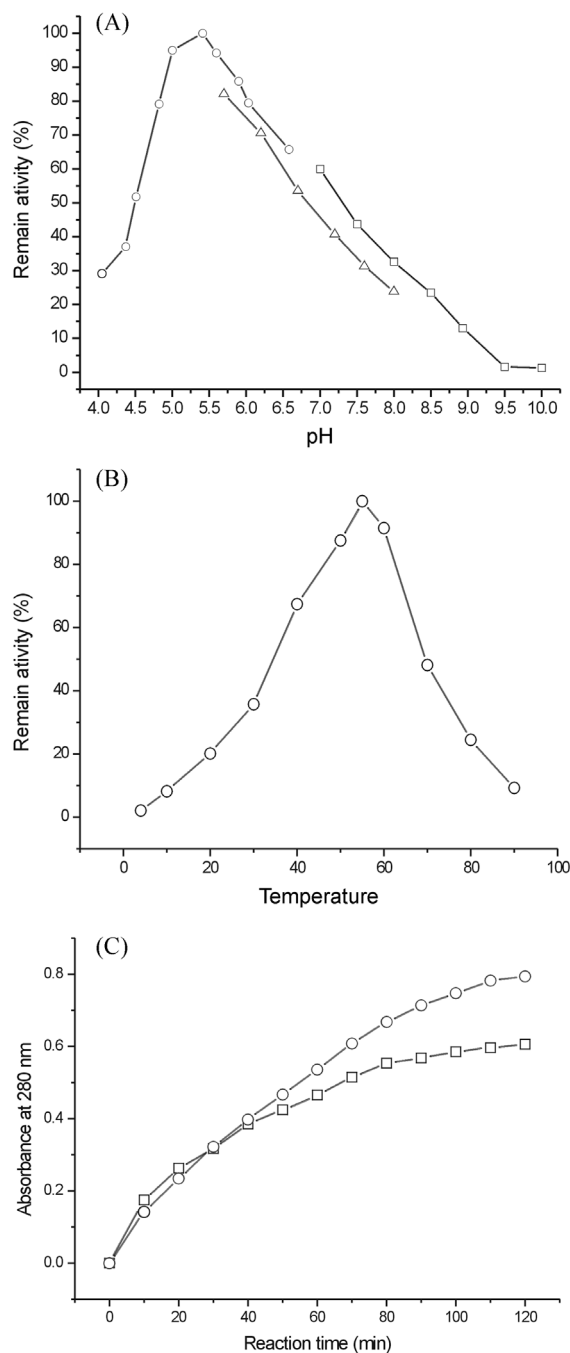 (A)
100
90
80
70
60
50
40
30
20
10
0
Remain ativity (%)
4.0 4.5 5.0 5.5 6.0 6.5 7.0 7.5 8.0 8.5 9.0 9.5 10.0
pH
(B)
100
80
60
40
20
0
Remain ativity (%)
0 20 40 60 80 100
Temperature
(C)
0.8
0.6
0.4
0.2
0.0
Absorbance at 280 nm
0 20 40 60 80 100 120
Reaction time (min)